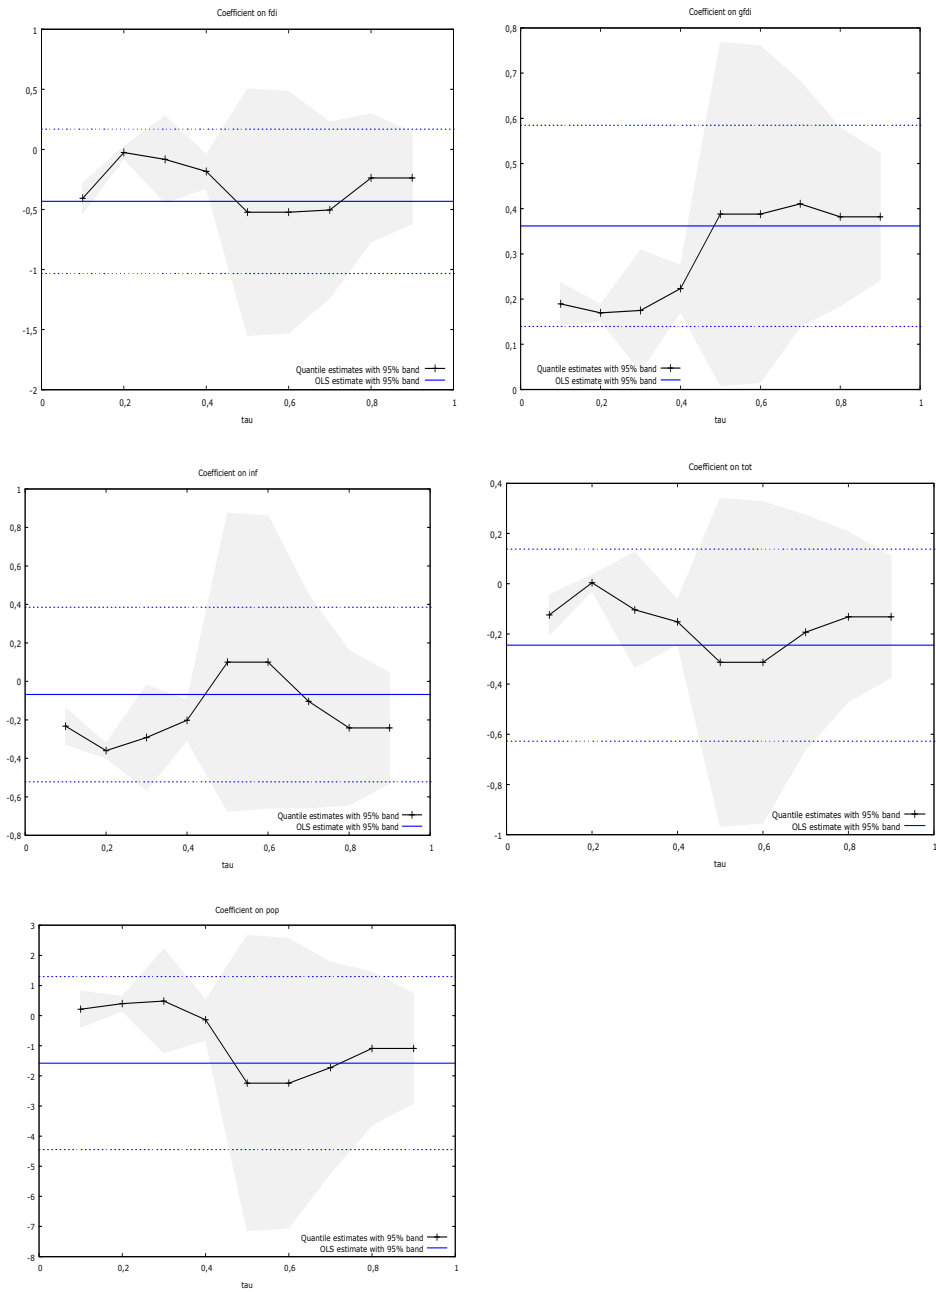 Coefficient on fdi
1
0,5
0
-0,5
-1
-1,5
-2
Quantile estimates with 95% band
OLS estimate with 95% band
0 0,2 0,4 0,6 0,8 1
tau
Coefficient on gfdi
0,8
0,7
0,6
0,5
0,4
0,3
0,2
0,1
0
Quantile estimates with 95% band
OLS estimate with 95% band
0 0,2 0,4 0,6 0,8 1
tau
Coefficient on inf
1
0,8
0,6
0,4
0,2
0
-0,2
-0,4
-0,6
-0,8
Quantile estimates with 95% band
OLS estimate with 95% band
0 0,2 0,4 0,6 0,8 1
tau
Coefficient on tot
0,4
0,2
0
-0,2
-0,4
-0,6
-0,8
-1
Quantile estimates with 95% band
OLS estimate with 95% band
0 0,2 0,4 0,6 0,8 1
tau
Coefficient on pop
3
2
1
0
-1
-2
-3
-4
-5
-6
-7
-8
Quantile estimates with 95% band
OLS estimate with 95% band
0 0,2 0,4 0,6 0,8 1
tau